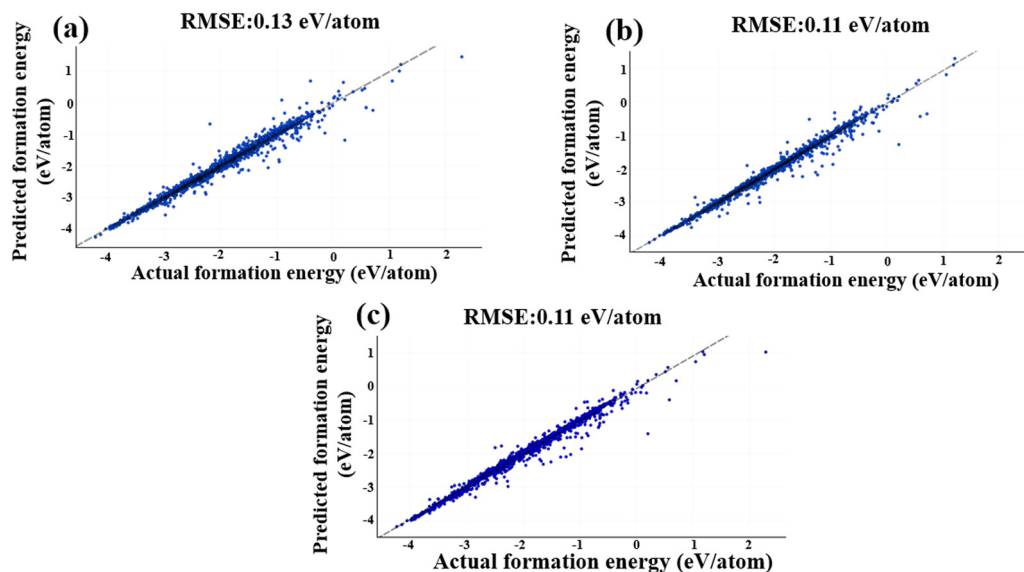 (a)
RMSE:0.13 eV/atom
Predicted formation energy
(eV/atom)
1
0
-1
-2
-3
-4
-4
-3
-2
-1
0
1
2
Actual formation energy (eV/atom)
(b)
RMSE:0.11 eV/atom
Predicted formation energy
(eV/atom)
1
0
-1
-2
-3
-4
-4
-3
-2
-1
0
1
2
Actual formation energy (eV/atom)
(c)
RMSE:0.11 eV/atom
Predicted formation energy
(eV/atom)
1
0
-1
-2
-3
-4
-4
-3
-2
-1
0
1
2
Actual formation energy (eV/atom)